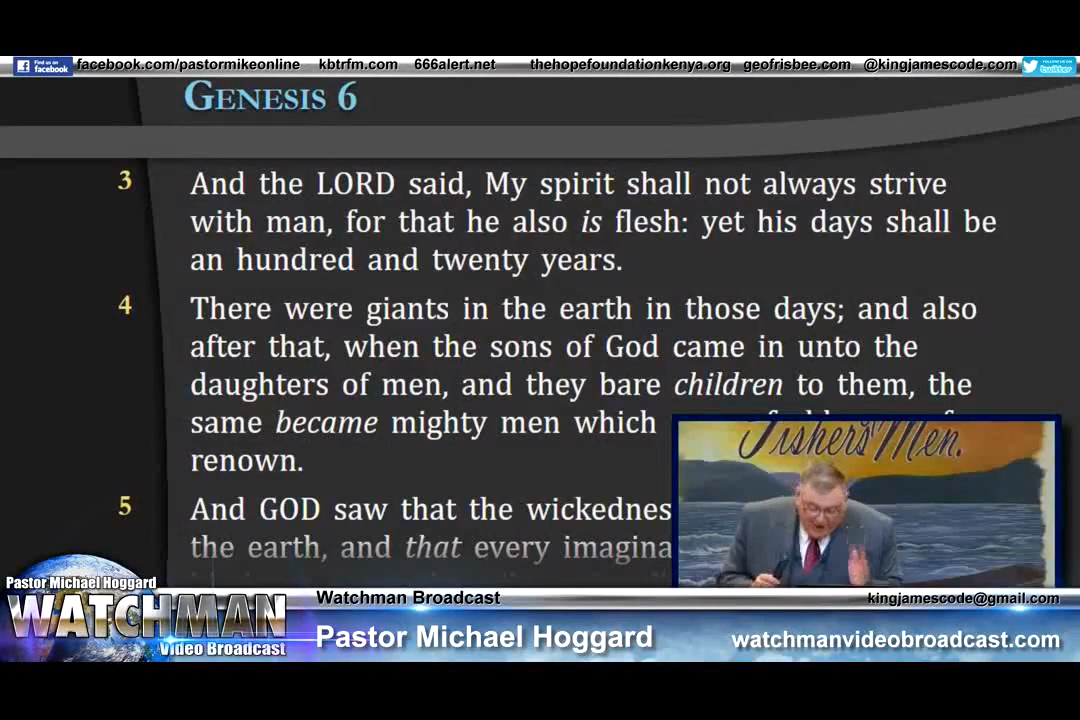 Find us on facebook
facebook.com/pastormikeonline kbtrfm.com 666alert.net thehopefoundationkenya.org geofrisbee.com @kingjamescode.com
twitter
GENESIS 6
3 And the LORD said, My spirit shall not always strive
with man, for that he also is flesh: yet his days shall be
an hundred and twenty years.
4 There were giants in the earth in those days; and also
after that, when the sons of God came in unto the
daughters of men, and they bare children to them, the
same became mighty men which
renown.
5 And GOD saw that the
the earth, and that every
Fishers of Men.
Pastor Michael Hoggard
WATCHMAN
Video Broadcast
Watchman Broadcast
kingjamescode@gmail.com
Pastor Michael Hoggard
watchmanvideobroadcast.com